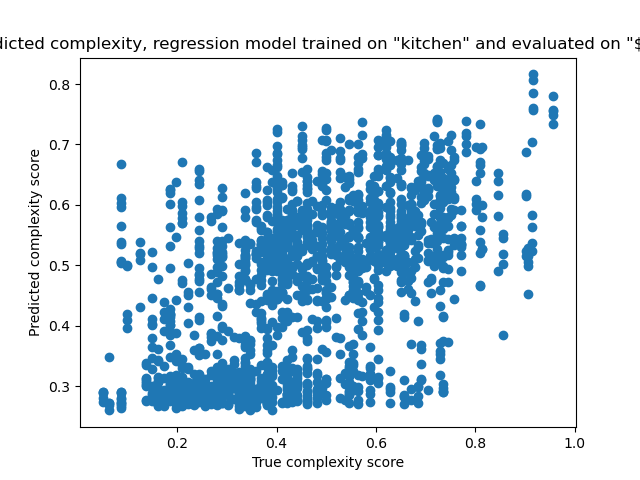 dicted complexity, regression model trained on "kitchen" and evaluated on "$
Predicted complexity score
0.8
0.7
0.6
0.5
0.4
0.3
0.2 0.4 0.6 0.8 1.0
True complexity score